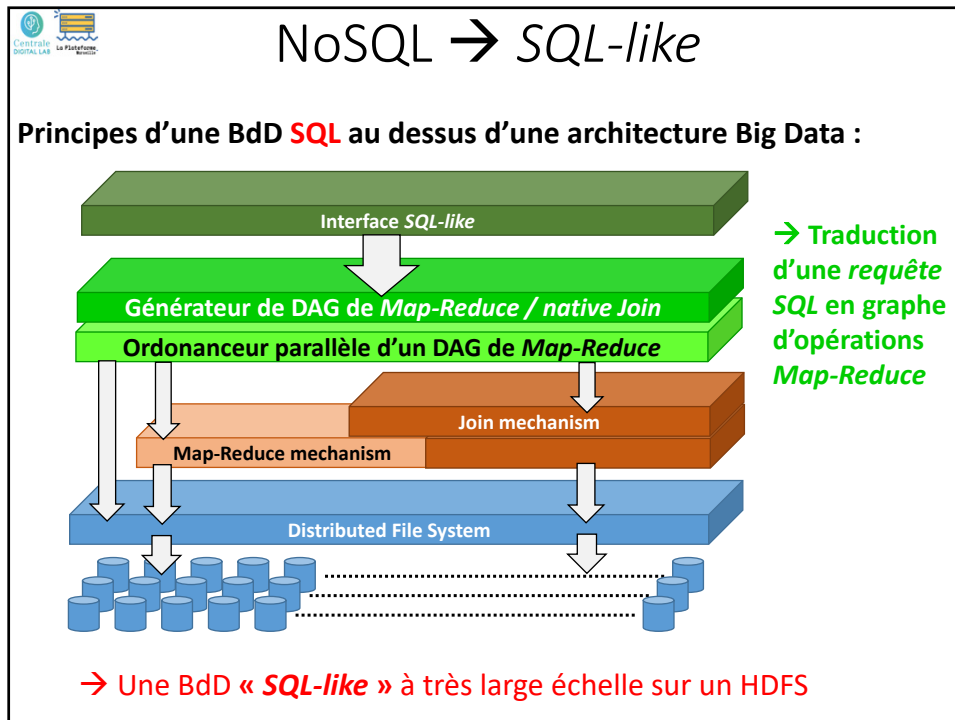 Centrale
DIGITAL LAB
La Plateforme_
Marseille
NoSQL → SQL-like
Principes d’une BdD SQL au dessus d’une architecture Big Data :
Interface SQL-like
Générateur de DAG de Map-Reduce / native Join
Ordonanceur parallèle d’un DAG de Map-Reduce
→ Traduction
d’une requête
SQL en graphe
d’opérations
Map-Reduce
Join mechanism
Map-Reduce mechanism
Distributed File System
→ Une BdD « SQL-like » à très large échelle sur un HDFS